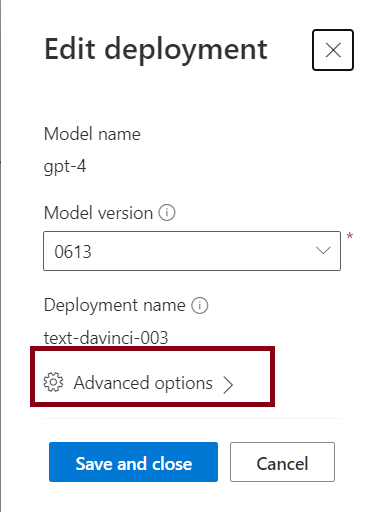 Edit deployment
Model name
gpt-4
Model version
0613
*
Deployment name
text-davinci-003
Advanced options
Save and close
Cancel